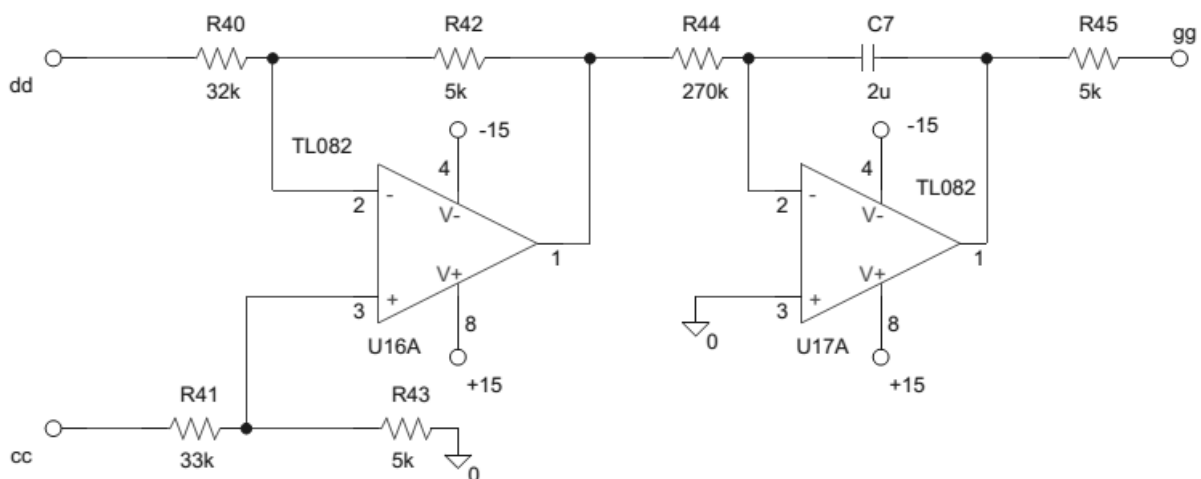 R40 R42 R44 C7 R45 gg
dd
32k 5k 270k 2u 5k
-15 -15
TL082 4 4 TL082
2 - V- 2 - V-
1 1
V+ V+
3 + 3 +
8 0 8
U16A U17A
+15 +15
R41 R43
cc 33k 5k 0